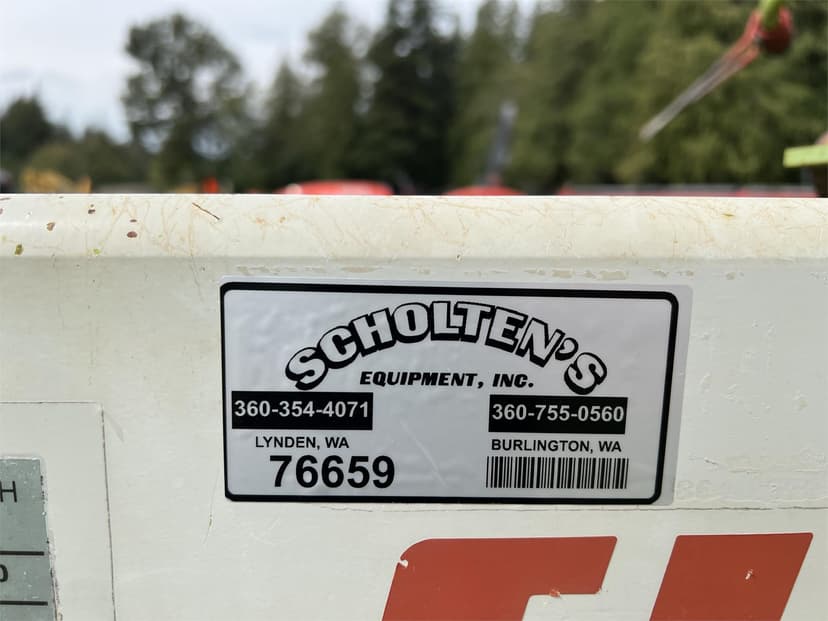 SCHOLTEN'S
EQUIPMENT, INC.
360-354-4071
360-755-0560
LYNDEN, WA
BURLINGTON, WA
76659
H